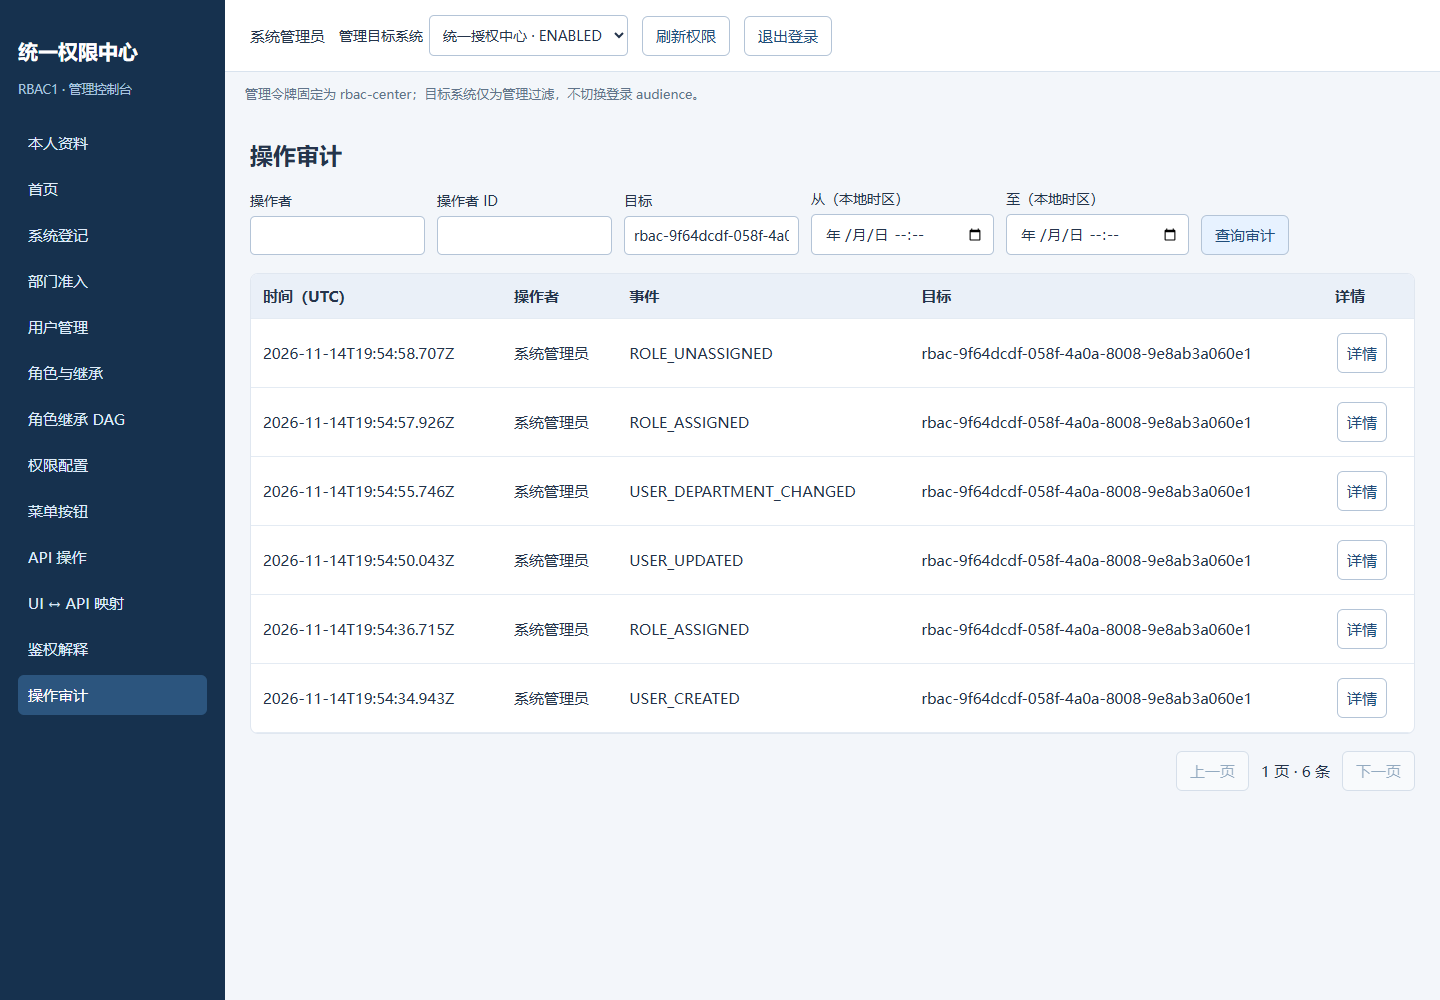 统一权限中心
RBAC1 · 管理控制台
本人资料
首页
系统登记
部门准入
用户管理
角色与继承
角色继承 DAG
权限配置
菜单按钮
API 操作
UI ↔ API 映射
鉴权解释
操作审计
系统管理员 管理目标系统 统一授权中心 · ENABLED 刷新权限 退出登录
管理令牌固定为 rbac-center；目标系统仅为管理过滤，不切换登录 audience。
操作审计
操作者 操作者 ID 目标 从（本地时区） 至（本地时区）
rbac-9f64dcdf-058f-4a0 年 /月/日 --:-- 年 /月/日 --:-- 查询审计
时间（UTC） 操作者 事件 目标 详情
2026-11-14T19:54:58.707Z 系统管理员 ROLE_UNASSIGNED rbac-9f64dcdf-058f-4a0a-8008-9e8ab3a060e1 详情
2026-11-14T19:54:57.926Z 系统管理员 ROLE_ASSIGNED rbac-9f64dcdf-058f-4a0a-8008-9e8ab3a060e1 详情
2026-11-14T19:54:55.746Z 系统管理员 USER_DEPARTMENT_CHANGED rbac-9f64dcdf-058f-4a0a-8008-9e8ab3a060e1 详情
2026-11-14T19:54:50.043Z 系统管理员 USER_UPDATED rbac-9f64dcdf-058f-4a0a-8008-9e8ab3a060e1 详情
2026-11-14T19:54:36.715Z 系统管理员 ROLE_ASSIGNED rbac-9f64dcdf-058f-4a0a-8008-9e8ab3a060e1 详情
2026-11-14T19:54:34.943Z 系统管理员 USER_CREATED rbac-9f64dcdf-058f-4a0a-8008-9e8ab3a060e1 详情
上一页 1 页 · 6 条 下一页